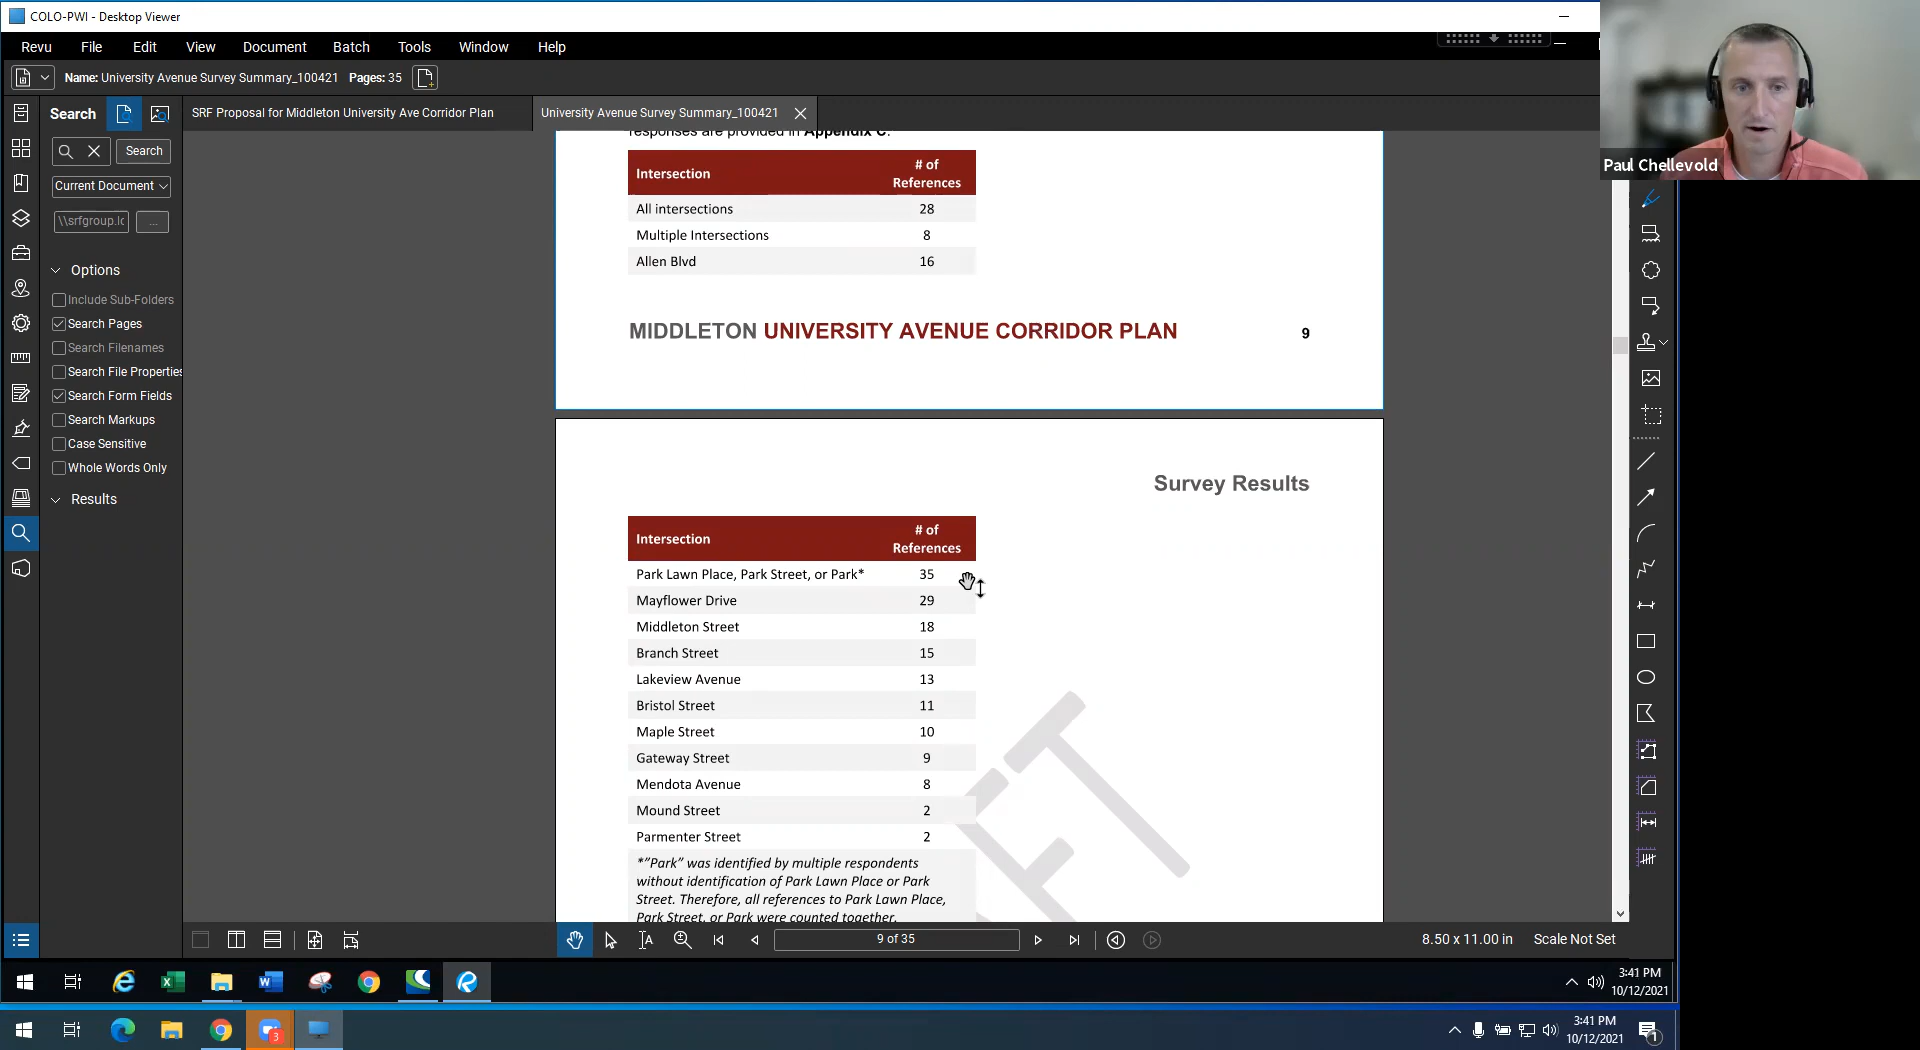 COLO-PWI - Desktop Viewer
Revu File Edit View Document Batch Tools Window Help
Name: University Avenue Survey Summary_100421 Pages: 35
Search
SRF Proposal for Middleton University Ave Corridor Plan
University Avenue Survey Summary_100421
Search
Current Document
\\srfgroup.lc
...
Options
Include Sub-Folders
Search Pages
Search Filenames
Search File Properties
Search Form Fields
Search Markups
Case Sensitive
Whole Words Only
Results
responses are provided in Appendix C.
Intersection # of References
All intersections 28
Multiple Intersections 8
Allen Blvd 16
MIDDLETON UNIVERSITY AVENUE CORRIDOR PLAN 9
Survey Results
Intersection # of References
Park Lawn Place, Park Street, or Park* 35
Mayflower Drive 29
Middleton Street 18
Branch Street 15
Lakeview Avenue 13
Bristol Street 11
Maple Street 10
Gateway Street 9
Mendota Avenue 8
Mound Street 2
Parmenter Street 2
*"Park" was identified by multiple respondents
without identification of Park Lawn Place or Park
Street. Therefore, all references to Park Lawn Place,
Park Street, or Park were counted together.
Paul Chellevold
9 of 35
8.50 x 11.00 in Scale Not Set
3:41 PM
10/12/2021
3
3:41 PM
10/12/2021
1